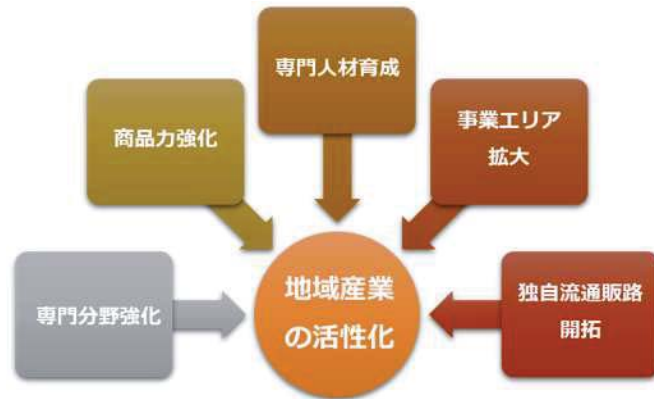 専門人材育成
商品力強化
事業エリア
拡大
専門分野強化
地域産業
の活性化
独自流通販路
開拓